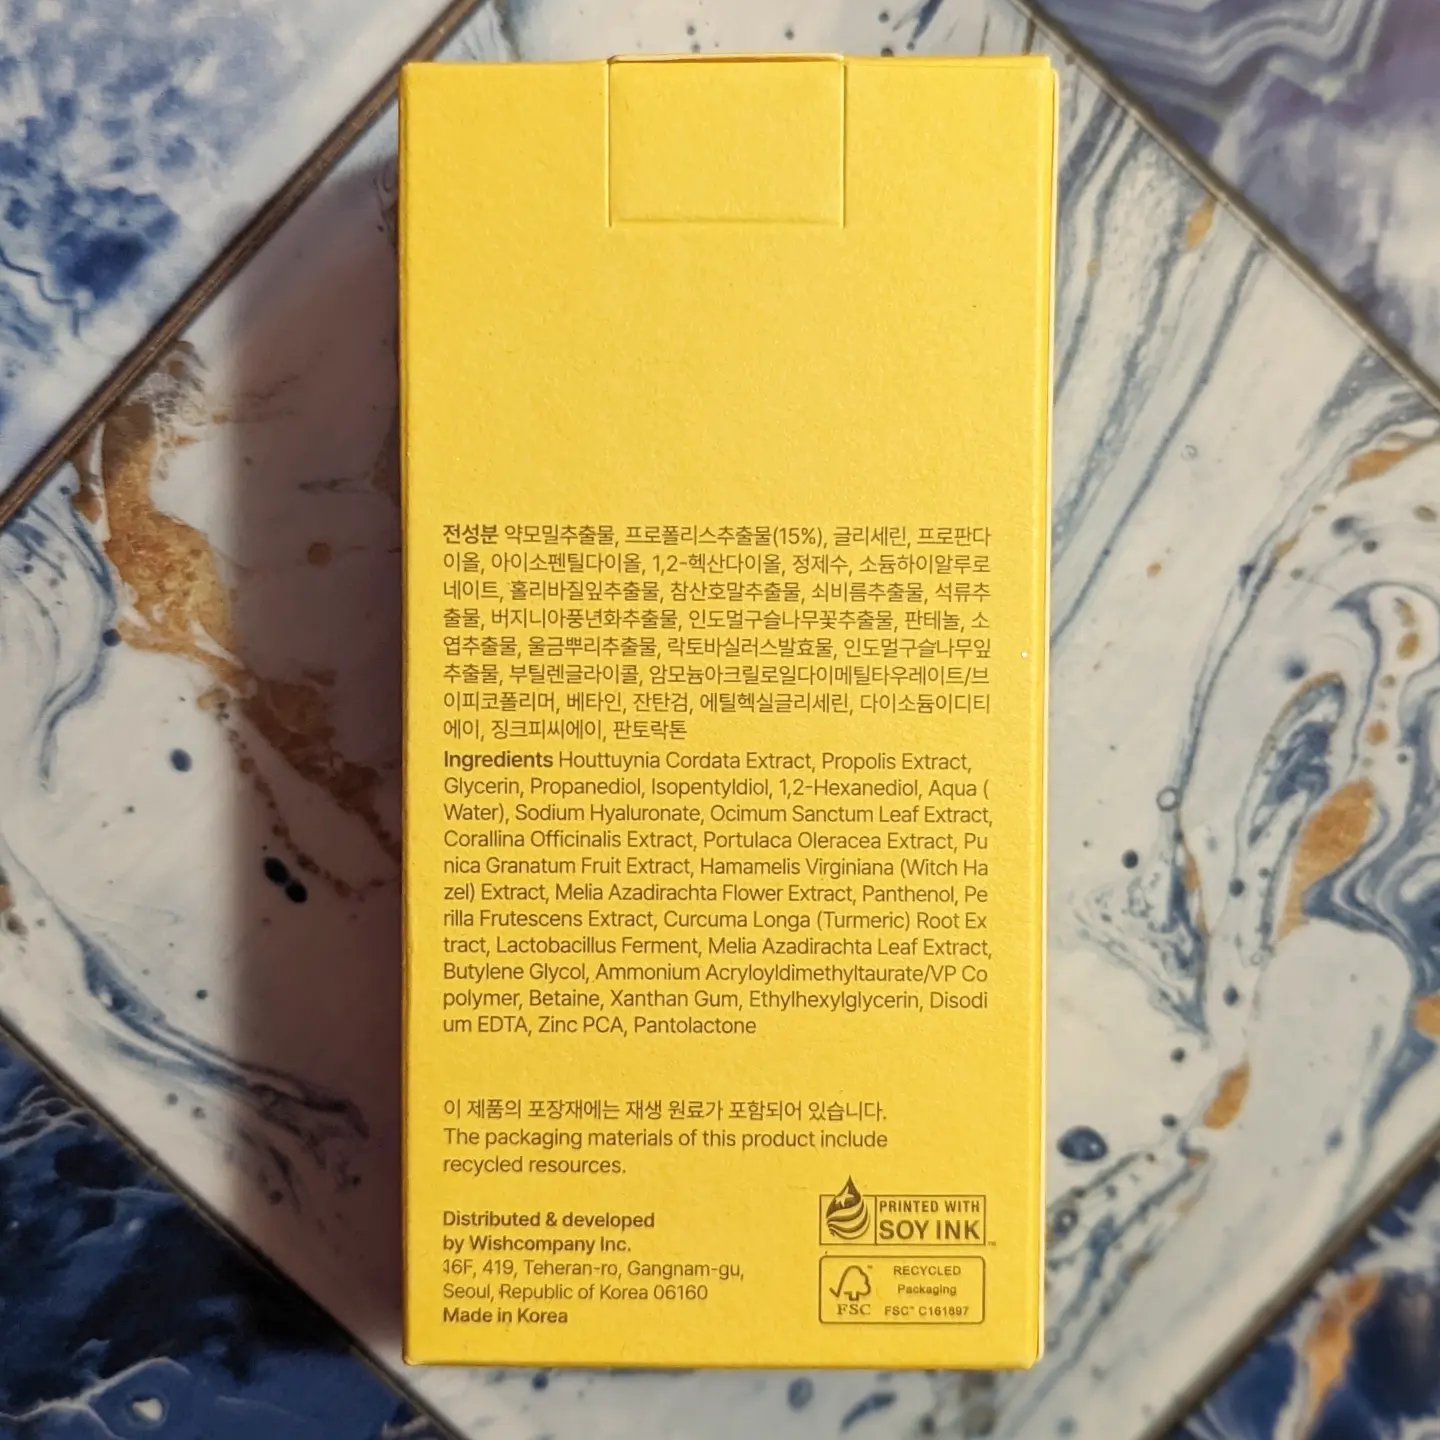 전성분 약모밀추출물, 프로폴리스추출물(15%), 글리세린, 프로판다
이올, 아이소펜틸다이올, 1,2-헥산다이올, 정제수, 소듐하이알루로
네이트, 홀리바질잎추출물, 참산호말추출물, 쇠비름추출물, 석류추
출물, 버지니아풍년화추출물, 인도멀구슬나무꽃추출물, 판테놀, 소
엽추출물, 울금뿌리추출물, 락토바실러스발효물, 인도멀구슬나무잎
추출물, 부틸렌글라이콜, 암모늄아크릴로일다이메틸타우레이트/브
이피코폴리머, 베타인, 잔탄검, 에틸헥실글리세린, 다이소듐이디티
에이, 징크피씨에이, 판토락톤
Ingredients Houttuynia Cordata Extract, Propolis Extract,
Glycerin, Propanediol, Isopentyldiol, 1,2-Hexanediol, Aqua (
Water), Sodium Hyaluronate, Ocimum Sanctum Leaf Extract,
Corallina Officinalis Extract, Portulaca Oleracea Extract, Pu
nica Granatum Fruit Extract, Hamamelis Virginiana (Witch Ha
zel) Extract, Melia Azadirachta Flower Extract, Panthenol, Pe
rilla Frutescens Extract, Curcuma Longa (Turmeric) Root Ex
tract, Lactobacillus Ferment, Melia Azadirachta Leaf Extract,
Butylene Glycol, Ammonium Acryloyldimethyltaurate/VP Co
polymer, Betaine, Xanthan Gum, Ethylhexylglycerin, Disodi
um EDTA, Zinc PCA, Pantolactone
이 제품의 포장재에는 재생 원료가 포함되어 있습니다.
The packaging materials of this product include
recycled resources.
Distributed & developed
by Wishcompany Inc.
16F, 419, Teheran-ro, Gangnam-gu,
Seoul, Republic of Korea 06160
Made in Korea
PRINTED WITH
SOY INK™
RECYCLED
Packaging
FSC™ C161897
FSC